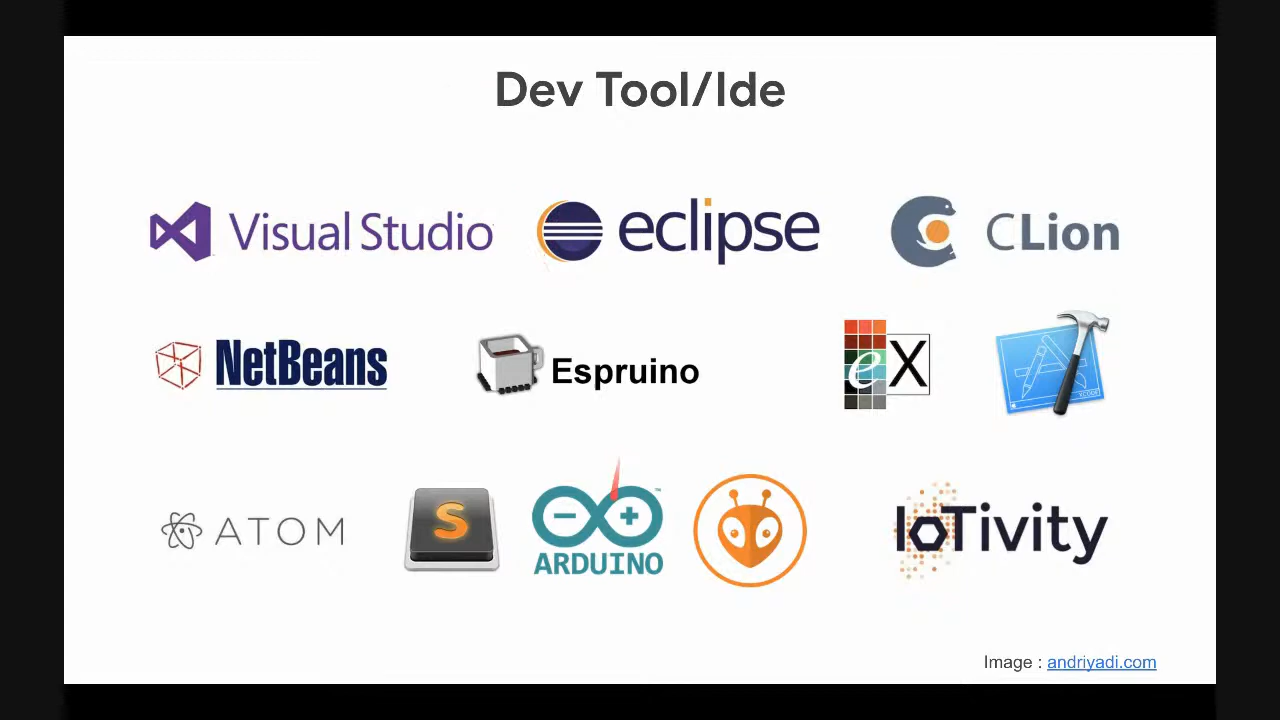 Dev Tool/Ide
Visual Studio
eclipse
CLion
NetBeans
Espruino
eX
ATOM
S
ARDUINO
IoTivity
Image : andriyadi.com